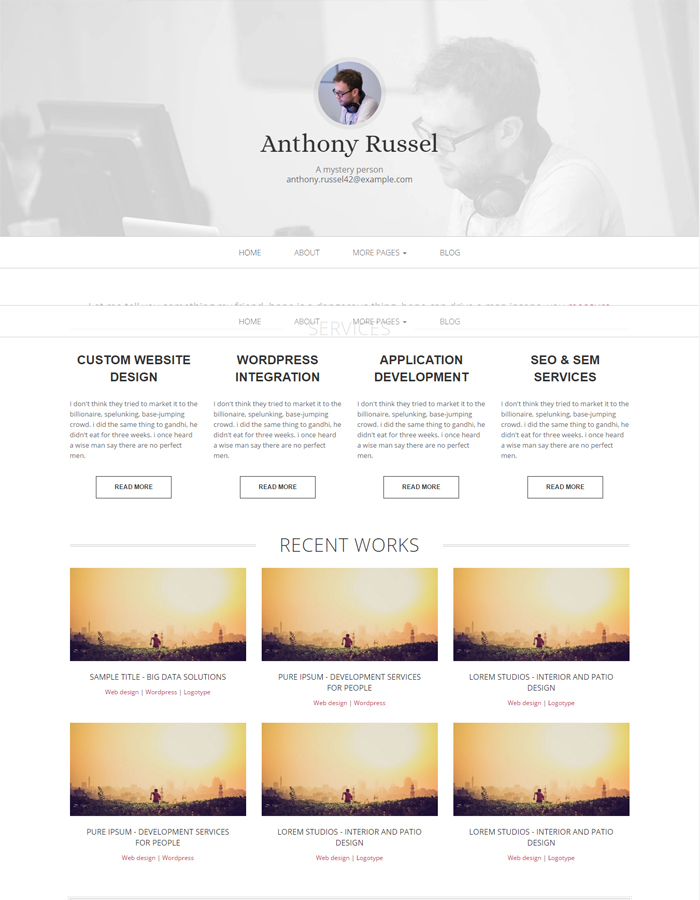 Anthony Russel
A mystery person
anthony.russel42@example.com
HOME ABOUT MORE PAGES BLOG
HOME ABOUT MORE PAGES BLOG
SERVICES
CUSTOM WEBSITE
DESIGN
I don't think they tried to market it to the
billionaire, spelunking, base-jumping
crowd. i did the same thing to gandhi, he
didn't eat for three weeks. i once heard
a wise man say there are no perfect
men.
READ MORE
WORDPRESS
INTEGRATION
I don't think they tried to market it to the
billionaire, spelunking, base-jumping
crowd. i did the same thing to gandhi, he
didn't eat for three weeks. i once heard
a wise man say there are no perfect
men.
READ MORE
APPLICATION
DEVELOPMENT
I don't think they tried to market it to the
billionaire, spelunking, base-jumping
crowd. i did the same thing to gandhi, he
didn't eat for three weeks. i once heard
a wise man say there are no perfect
men.
READ MORE
SEO & SEM
SERVICES
I don't think they tried to market it to the
billionaire, spelunking, base-jumping
crowd. i did the same thing to gandhi, he
didn't eat for three weeks. i once heard
a wise man say there are no perfect
men.
READ MORE
RECENT WORKS
SAMPLE TITLE - BIG DATA SOLUTIONS
Web design | Wordpress | Logotype
PURE IPSUM - DEVELOPMENT SERVICES
FOR PEOPLE
Web design | Wordpress
LOREM STUDIOS - INTERIOR AND PATIO
DESIGN
Web design | Logotype
PURE IPSUM - DEVELOPMENT SERVICES
FOR PEOPLE
Web design | Wordpress
LOREM STUDIOS - INTERIOR AND PATIO
DESIGN
Web design | Logotype
LOREM STUDIOS - INTERIOR AND PATIO
DESIGN
Web design | Logotype